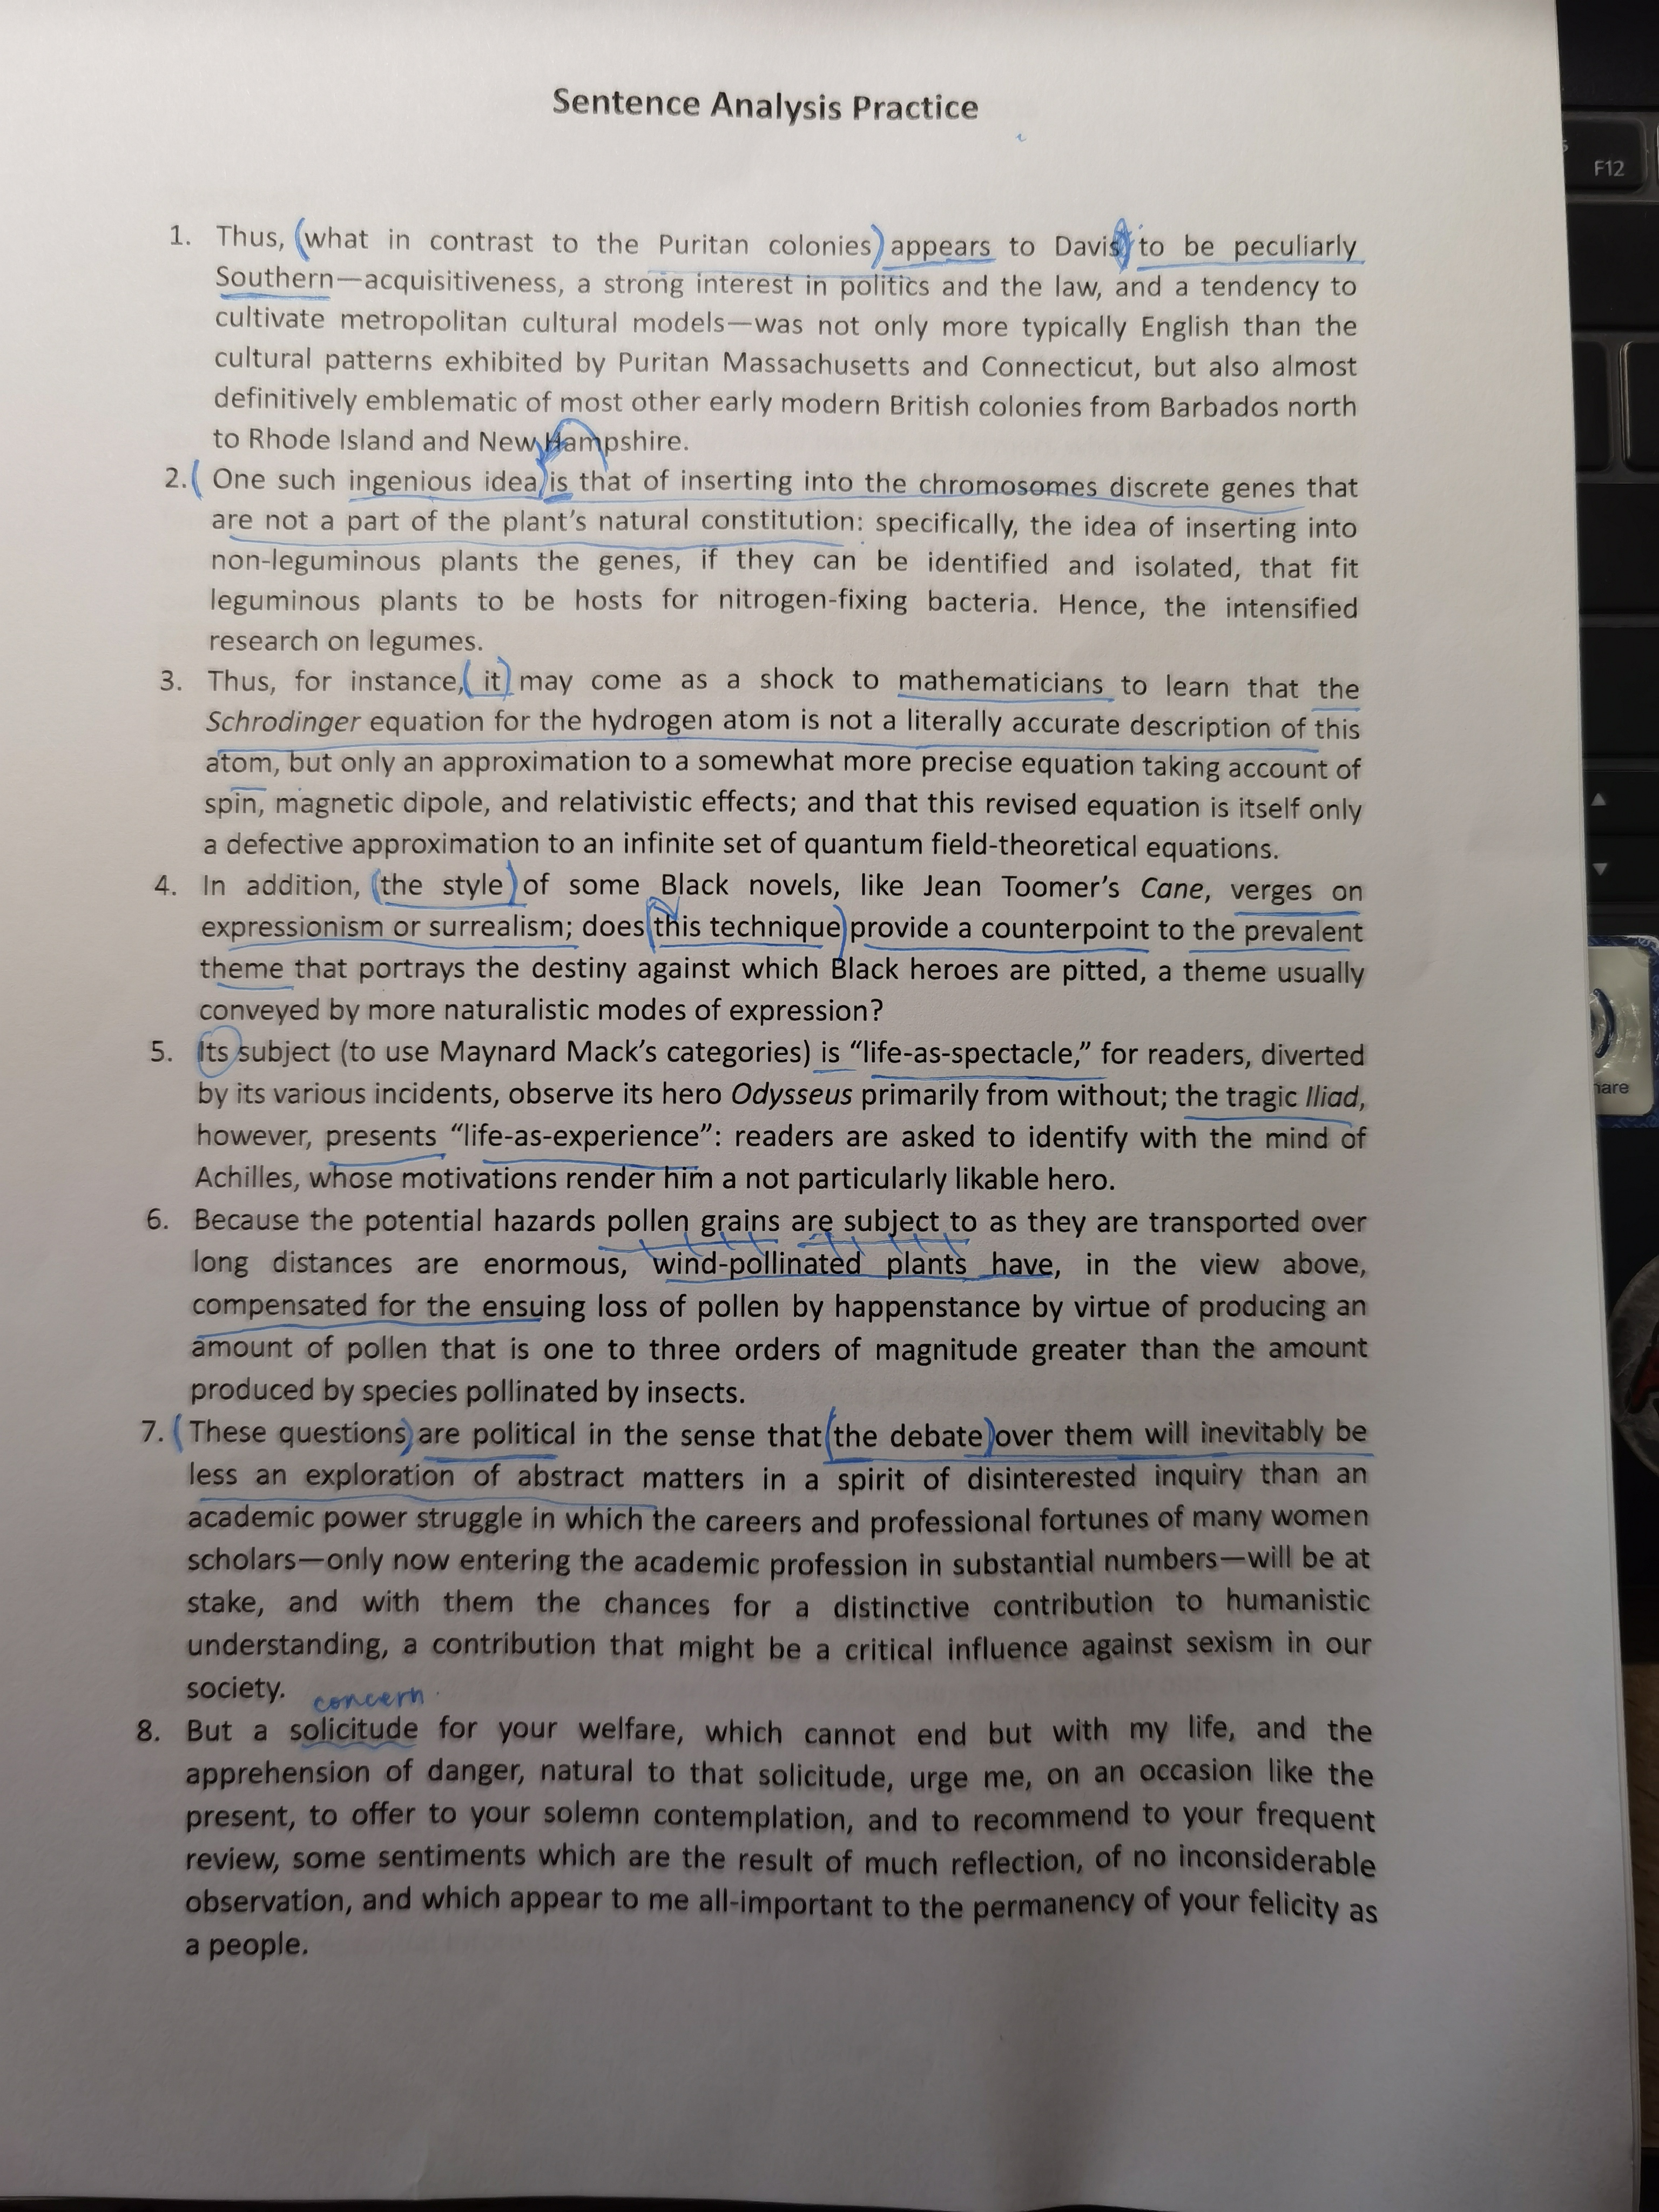 Sentence Analysis Practice
F12
1. Thus, what in contrast to the Puritan colonies appears to Davis to be peculiarly
Southern—acquisitiveness, a strong interest in politics and the law, and a tendency to
cultivate metropolitan cultural models—was not only more typically English than the
cultural patterns exhibited by Puritan Massachusetts and Connecticut, but also almost
definitively emblematic of most other early modern British colonies from Barbados north
to Rhode Island and New Hampshire.
2. One such ingenious idea is that of inserting into the chromosomes discrete genes that
are not a part of the plant's natural constitution: specifically, the idea of inserting into
non-leguminous plants the genes, if they can be identified and isolated, that fit
leguminous plants to be hosts for nitrogen-fixing bacteria. Hence, the intensified
research on legumes.
3. Thus, for instance, it may come as a shock to mathematicians to learn that the
Schrodinger equation for the hydrogen atom is not a literally accurate description of this
atom, but only an approximation to a somewhat more precise equation taking account of
spin, magnetic dipole, and relativistic effects; and that this revised equation is itself only
a defective approximation to an infinite set of quantum field-theoretical equations.
4. In addition, the style of some Black novels, like Jean Toomer's Cane, verges on
expressionism or surrealism; does this technique provide a counterpoint to the prevalent
theme that portrays the destiny against which Black heroes are pitted, a theme usually
conveyed by more naturalistic modes of expression?
5. Its subject (to use Maynard Mack's categories) is "life-as-spectacle," for readers, diverted
by its various incidents, observe its hero Odysseus primarily from without; the tragic Iliad,
however, presents "life-as-experience": readers are asked to identify with the mind of
Achilles, whose motivations render him a not particularly likable hero.
6. Because the potential hazards pollen grains are subject to as they are transported over
long distances are enormous, wind-pollinated plants have, in the view above,
compensated for the ensuing loss of pollen by happenstance by virtue of producing an
amount of pollen that is one to three orders of magnitude greater than the amount
produced by species pollinated by insects.
7. These questions are political in the sense that the debate over them will inevitably be
less an exploration of abstract matters in a spirit of disinterested inquiry than an
academic power struggle in which the careers and professional fortunes of many women
scholars—only now entering the academic profession in substantial numbers—will be at
stake, and with them the chances for a distinctive contribution to humanistic
understanding, a contribution that might be a critical influence against sexism in our
society.
concern
8. But a solicitude for your welfare, which cannot end but with my life, and the
apprehension of danger, natural to that solicitude, urge me, on an occasion like the
present, to offer to your solemn contemplation, and to recommend to your frequent
review, some sentiments which are the result of much reflection, of no inconsiderable
observation, and which appear to me all-important to the permanency of your felicity as
a people.